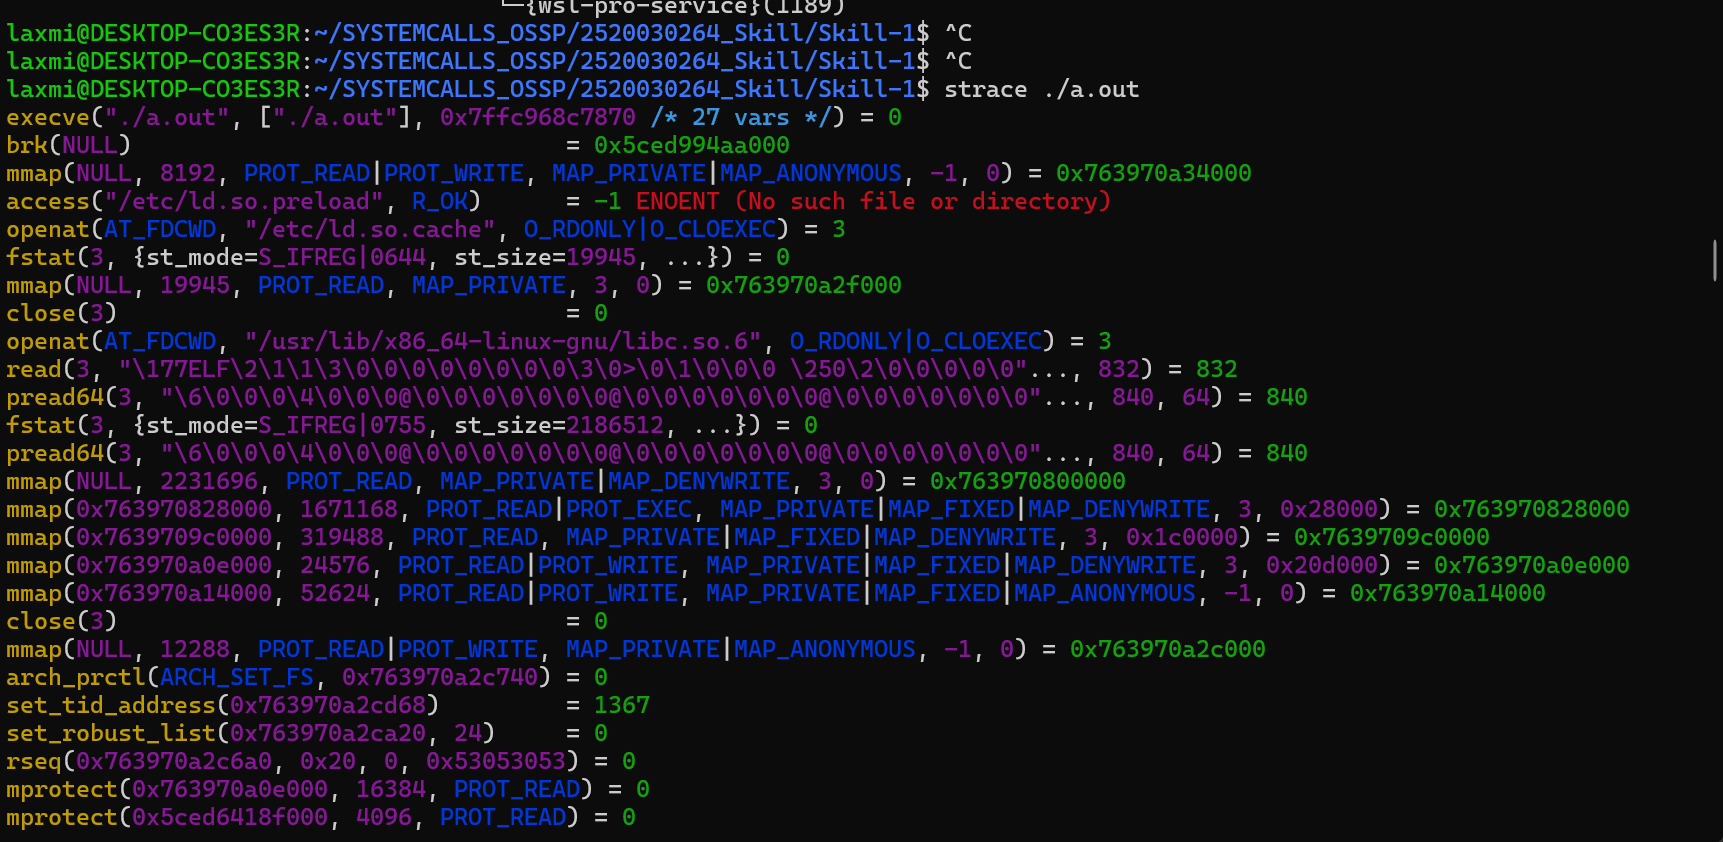 └─{wsl-pro-service}(1189)
laxmi@DESKTOP-CO3ES3R:~/SYSTEMCALLS_OSSP/2520030264_Skill/Skill-1$ ^C
laxmi@DESKTOP-CO3ES3R:~/SYSTEMCALLS_OSSP/2520030264_Skill/Skill-1$ ^C
laxmi@DESKTOP-CO3ES3R:~/SYSTEMCALLS_OSSP/2520030264_Skill/Skill-1$ strace ./a.out
execve("./a.out", ["./a.out"], 0x7ffc968c7870 /* 27 vars */) = 0
brk(NULL)                               = 0x5ced994aa000
mmap(NULL, 8192, PROT_READ|PROT_WRITE, MAP_PRIVATE|MAP_ANONYMOUS, -1, 0) = 0x763970a34000
access("/etc/ld.so.preload", R_OK)      = -1 ENOENT (No such file or directory)
openat(AT_FDCWD, "/etc/ld.so.cache", O_RDONLY|O_CLOEXEC) = 3
fstat(3, {st_mode=S_IFREG|0644, st_size=19945, ...}) = 0
mmap(NULL, 19945, PROT_READ, MAP_PRIVATE, 3, 0) = 0x763970a2f000
close(3)                                = 0
openat(AT_FDCWD, "/usr/lib/x86_64-linux-gnu/libc.so.6", O_RDONLY|O_CLOEXEC) = 3
read(3, "\177ELF\2\1\1\3\0\0\0\0\0\0\0\0\3\0>\0\1\0\0\0 \250\2\0\0\0\0\0"..., 832) = 832
pread64(3, "\6\0\0\0\4\0\0\0@\0\0\0\0\0\0\0@\0\0\0\0\0\0\0@\0\0\0\0\0\0\0"..., 840, 64) = 840
fstat(3, {st_mode=S_IFREG|0755, st_size=2186512, ...}) = 0
pread64(3, "\6\0\0\0\4\0\0\0@\0\0\0\0\0\0\0@\0\0\0\0\0\0\0@\0\0\0\0\0\0\0"..., 840, 64) = 840
mmap(NULL, 2231696, PROT_READ, MAP_PRIVATE|MAP_DENYWRITE, 3, 0) = 0x763970800000
mmap(0x763970828000, 1671168, PROT_READ|PROT_EXEC, MAP_PRIVATE|MAP_FIXED|MAP_DENYWRITE, 3, 0x28000) = 0x763970828000
mmap(0x7639709c0000, 319488, PROT_READ, MAP_PRIVATE|MAP_FIXED|MAP_DENYWRITE, 3, 0x1c0000) = 0x7639709c0000
mmap(0x763970a0e000, 24576, PROT_READ|PROT_WRITE, MAP_PRIVATE|MAP_FIXED|MAP_DENYWRITE, 3, 0x20d000) = 0x763970a0e000
mmap(0x763970a14000, 52624, PROT_READ|PROT_WRITE, MAP_PRIVATE|MAP_FIXED|MAP_ANONYMOUS, -1, 0) = 0x763970a14000
close(3)                                = 0
mmap(NULL, 12288, PROT_READ|PROT_WRITE, MAP_PRIVATE|MAP_ANONYMOUS, -1, 0) = 0x763970a2c000
arch_prctl(ARCH_SET_FS, 0x763970a2c740) = 0
set_tid_address(0x763970a2cd68)         = 1367
set_robust_list(0x763970a2ca20, 24)     = 0
rseq(0x763970a2c6a0, 0x20, 0, 0x53053053) = 0
mprotect(0x763970a0e000, 16384, PROT_READ) = 0
mprotect(0x5ced6418f000, 4096, PROT_READ) = 0